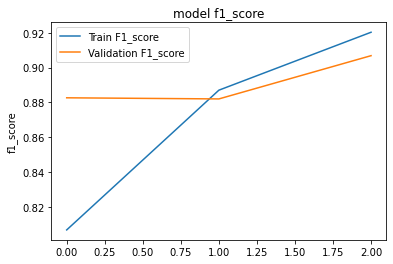 model f1_score
Train F1_score
Validation F1_score
f1_score
0.92
0.90
0.88
0.86
0.84
0.82
0.00 0.25 0.50 0.75 1.00 1.25 1.50 1.75 2.00